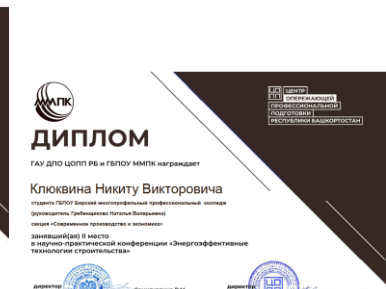 ММПК
ЦЕНТР
ОПЕРЕЖАЮЩЕЙ
ПРОФЕССИОНАЛЬНОЙ
ПОДГОТОВКИ
РЕСПУБЛИКИ БАШКОРТОСТАН
ДИПЛОМ
ГАУ ДПО ЦОПП РБ и ГБПОУ ММПК награждает
Клюквина Никиту Викторовича
студента ГБПОУ Бирский многопрофильный профессиональный колледж
(руководитель Гребенщикова Наталья Валерьевна)
секция «Современное производство и экономика»
занявший(ая) II место
в научно-практической конференции «Энергоэффективные
технологии строительства»
директор
директор